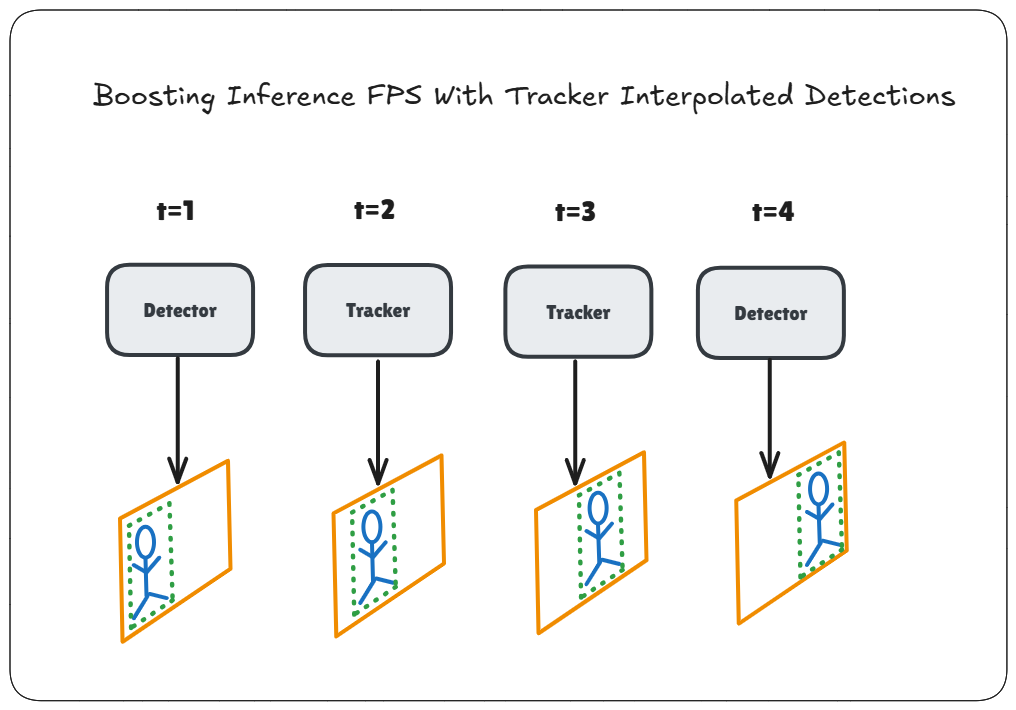 Boosting Inference FPS With Tracker Interpolated Detections
t=1 t=2 t=3 t=4
Detector Tracker Tracker Detector